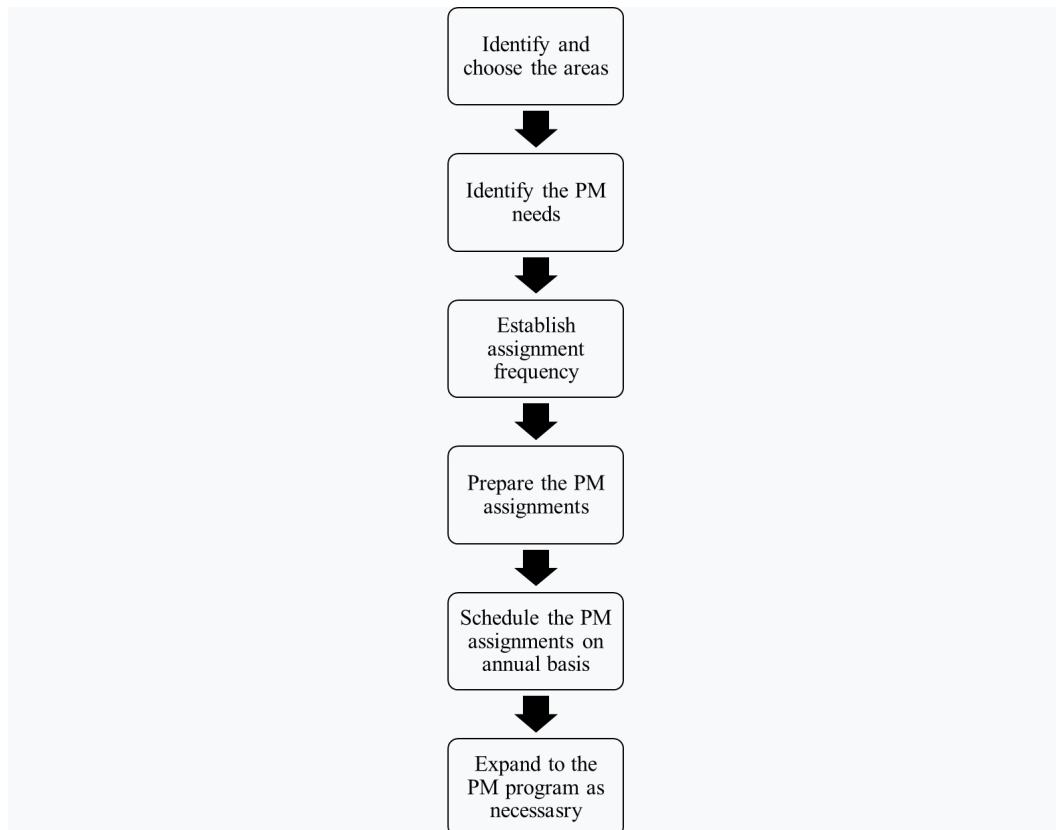 Identify and
choose the areas
Identify the PM
needs
Establish
assignment
frequency
Prepare the PM
assignments
Schedule the PM
assignments on
annual basis
Expand to the
PM program as
necessasry